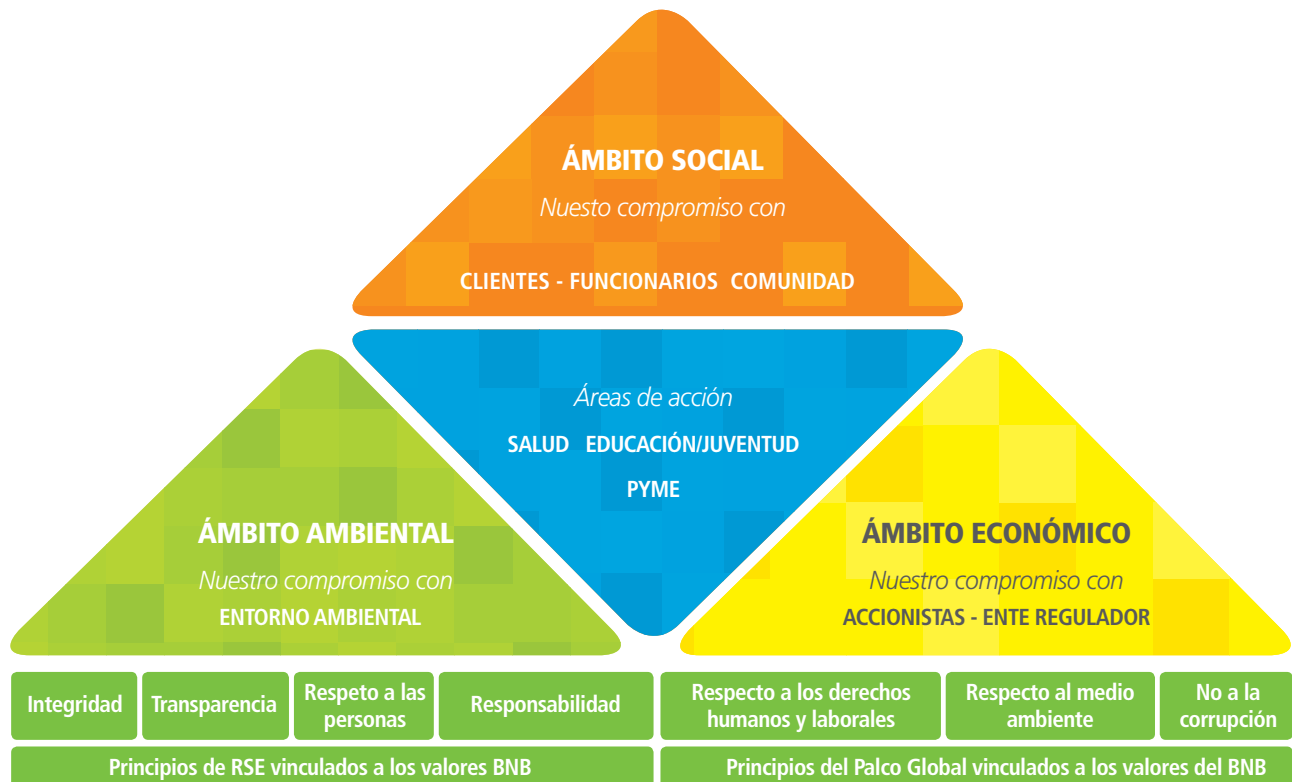 ÁMBITO SOCIAL
Nuesto compromiso con
CLIENTES - FUNCIONARIOS COMUNIDAD
Áreas de acción
SALUD EDUCACIÓN/JUVENTUD
PYME
ÁMBITO AMBIENTAL
Nuestro compromiso con
ENTORNO AMBIENTAL
ÁMBITO ECONÓMICO
Nuestro compromiso con
ACCIONISTAS - ENTE REGULADOR
Integridad
Transparencia
Respeto a las
personas
Responsabilidad
Respecto a los derechos
humanos y laborales
Respecto al medio
ambiente
No a la
corrupción
Principios de RSE vinculados a los valores BNB
Principios del Palco Global vinculados a los valores del BNB